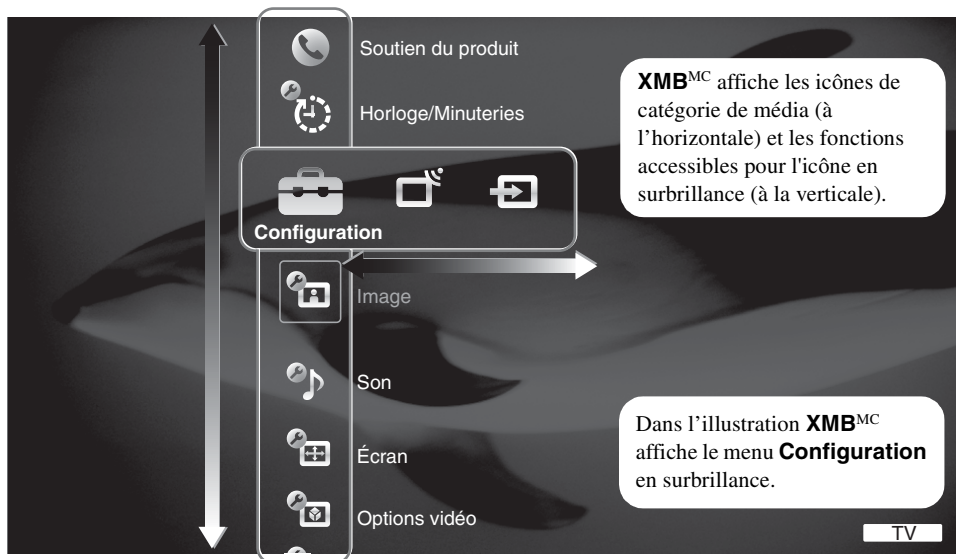 Soutien du produit
Horloge/Minuteries
Configuration
Image
Son
Écran
Options vidéo
XMBMC affiche les icônes de
catégorie de média (à
l’horizontale) et les fonctions
accessibles pour l'icône en
surbrillance (à la verticale).
Dans l’illustration XMBMC
affiche le menu Configuration
en surbrillance.
TV